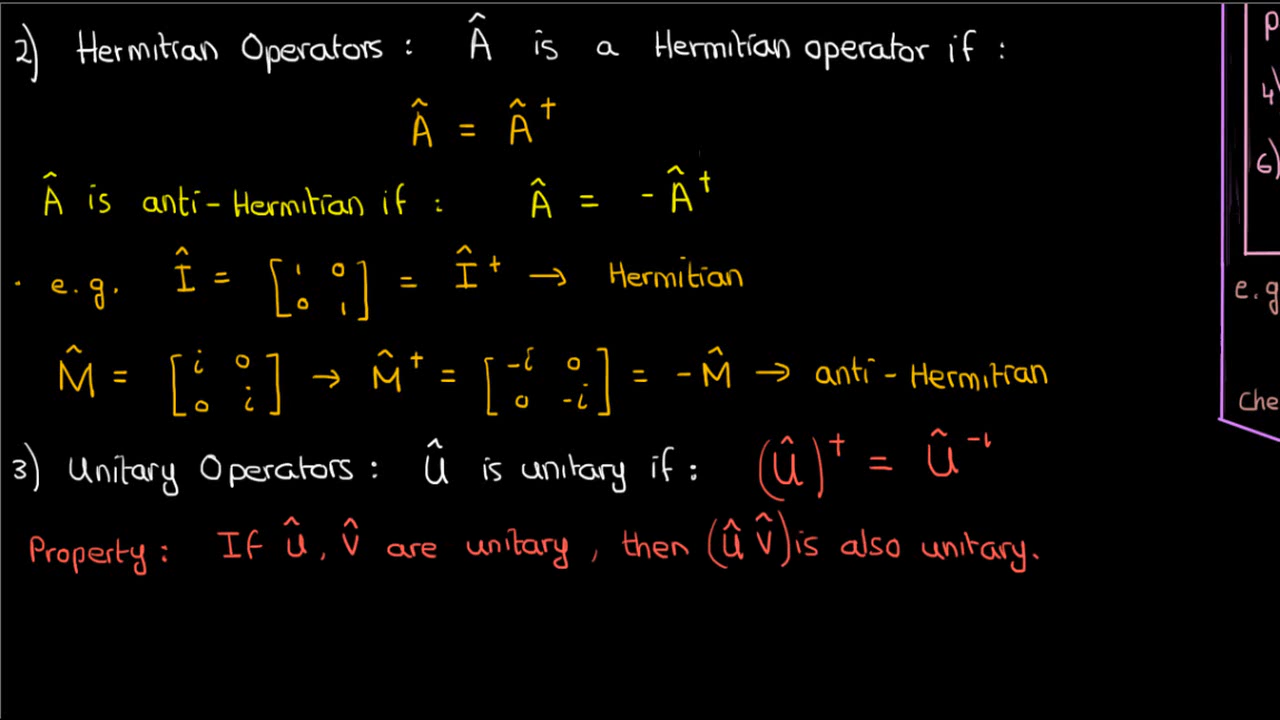 2) Hermitian Operators : Â is a Hermitian operator if :
Â = Â†
Â is anti-Hermitian if : Â = -Â†
· e.g. Î = [1 0; 0 1] = Î† → Hermitian
M̂ = [i 0; 0 i] → M̂† = [-i 0; 0 -i] = -M̂ → anti-Hermitian
3) Unitary Operators : Û is unitary if : (Û)† = Û⁻¹
Property : If Û, V̂ are unitary, then (Û V̂) is also unitary.
P
4)
6)
e.g
Che